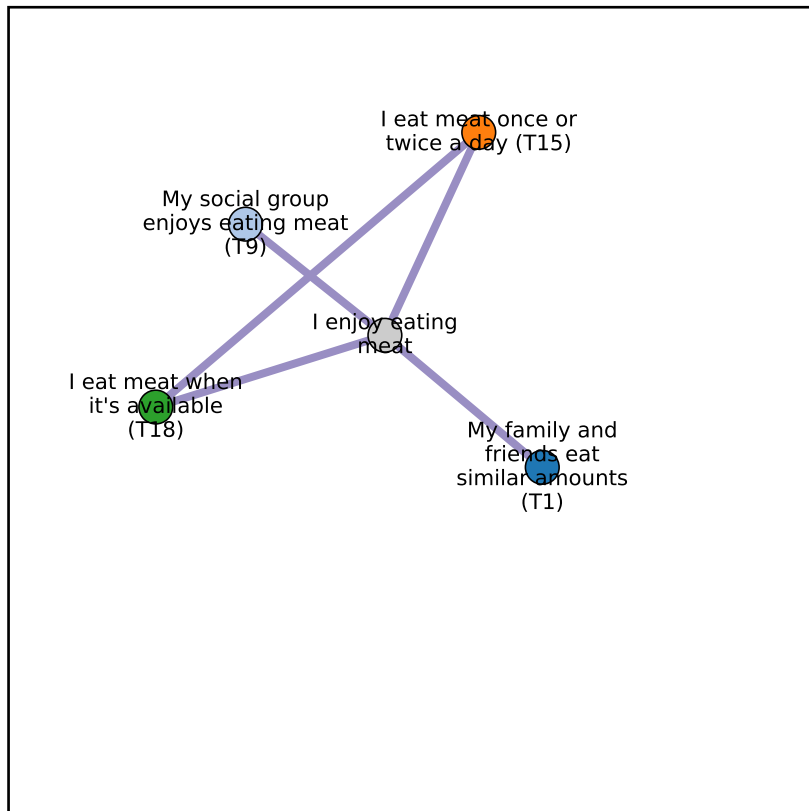 I eat meat once or
twice a day (T15)
My social group
enjoys eating meat
(T9)
I enjoy eating
meat
I eat meat when
it's available
(T18)
My family and
friends eat
similar amounts
(T1)